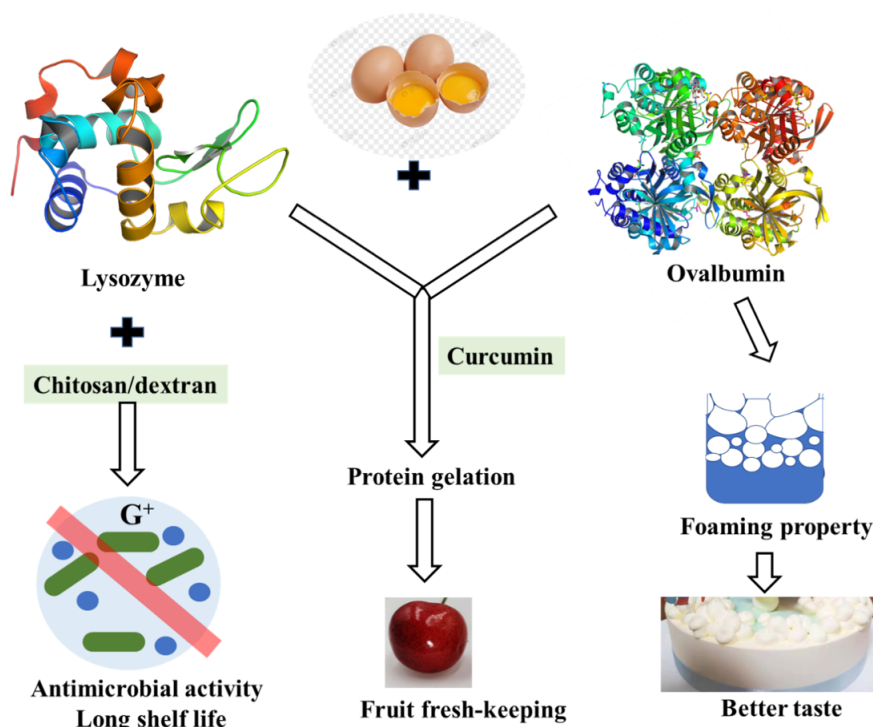 Lysozyme
Ovalbumin
Chitosan/dextran
Curcumin
G+
Protein gelation
Foaming property
Antimicrobial activity
Long shelf life
Fruit fresh-keeping
Better taste